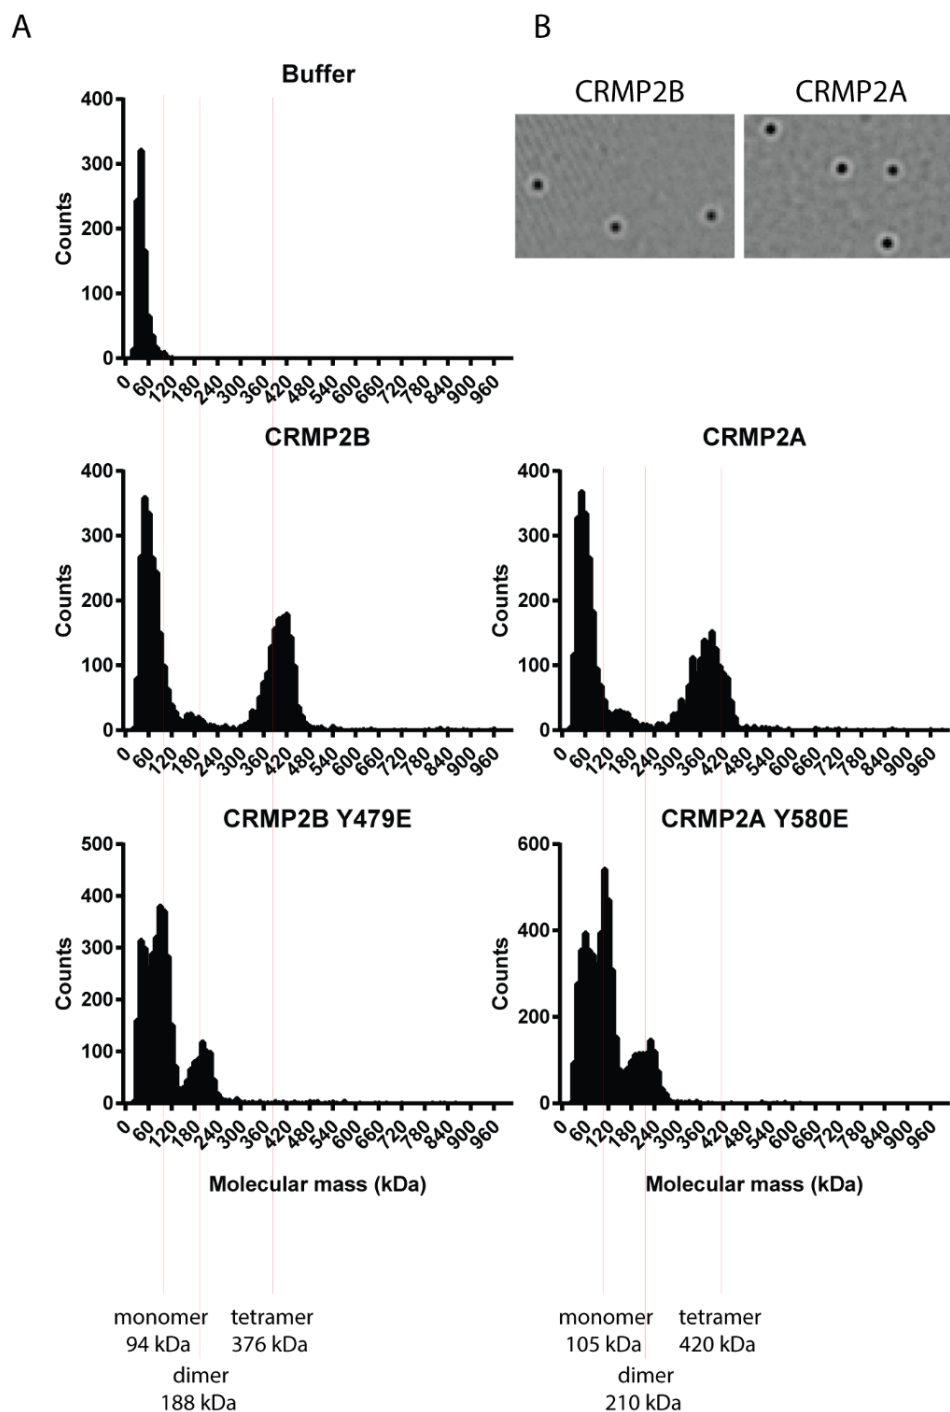 A
B
Buffer
CRMP2B CRMP2A
400
300
200
100
0
Counts
0 60 120 180 240 300 360 420 480 540 600 660 720 780 840 900 960
CRMP2B
400
300
200
100
0
Counts
0 60 120 180 240 300 360 420 480 540 600 660 720 780 840 900 960
CRMP2A
400
300
200
100
0
Counts
0 60 120 180 240 300 360 420 480 540 600 660 720 780 840 900 960
CRMP2B Y479E
500
400
300
200
100
0
Counts
0 60 120 180 240 300 360 420 480 540 600 660 720 780 840 900 960
Molecular mass (kDa)
CRMP2A Y580E
600
400
200
0
Counts
0 60 120 180 240 300 360 420 480 540 600 660 720 780 840 900 960
Molecular mass (kDa)
monomer tetramer
94 kDa 376 kDa
dimer
188 kDa
monomer tetramer
105 kDa 420 kDa
dimer
210 kDa